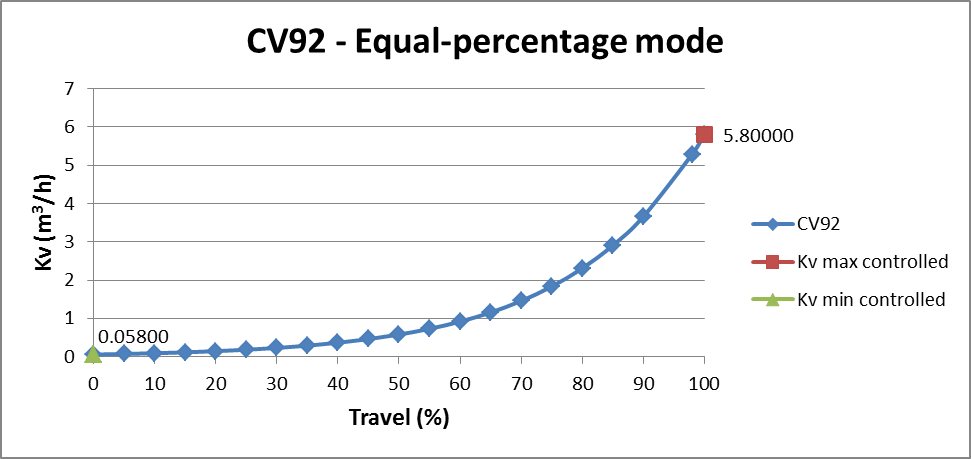 CV92 - Equal-percentage mode
7
6
5
4
3
2
1
0
Kv (m³/h)
5.80000
0.05800
0 10 20 30 40 50 60 70 80 90 100
Travel (%)
CV92
Kv max controlled
Kv min controlled